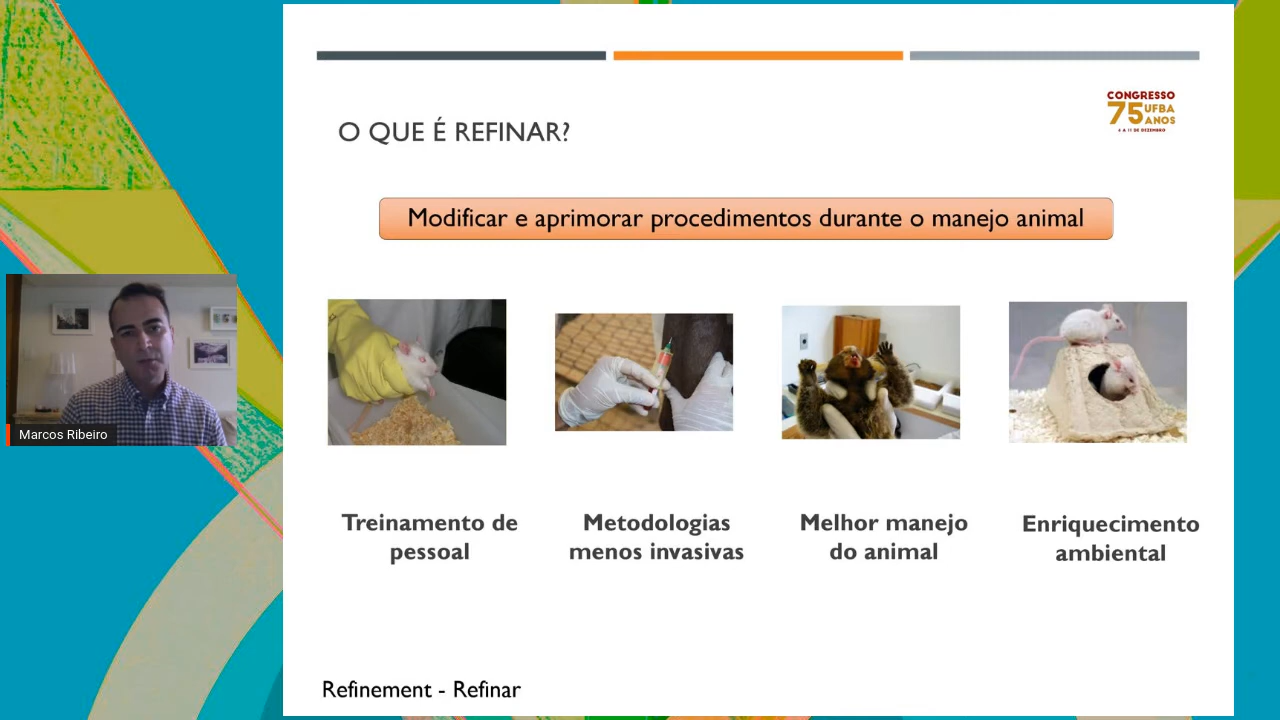 CONGRESSO
75 UFBA
ANOS
O QUE É REFINAR?
Modificar e aprimorar procedimentos durante o manejo animal
Marcos Ribeiro
Treinamento de
pessoal
Metodologias
menos invasivas
Melhor manejo
do animal
Enriquecimento
ambiental
Refinement - Refinar